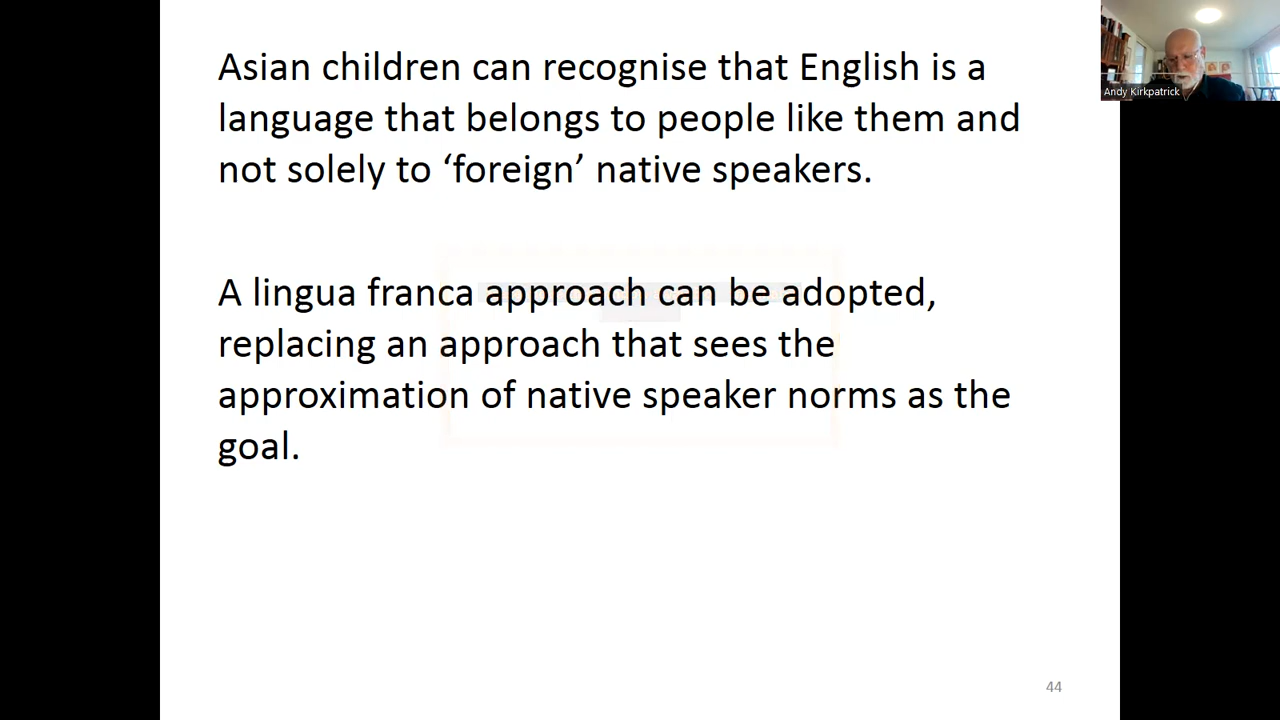 Asian children can recognise that English is a
language that belongs to people like them and
not solely to ‘foreign’ native speakers.
A lingua franca approach can be adopted,
replacing an approach that sees the
approximation of native speaker norms as the
goal.
44
Andy Kirkpatrick